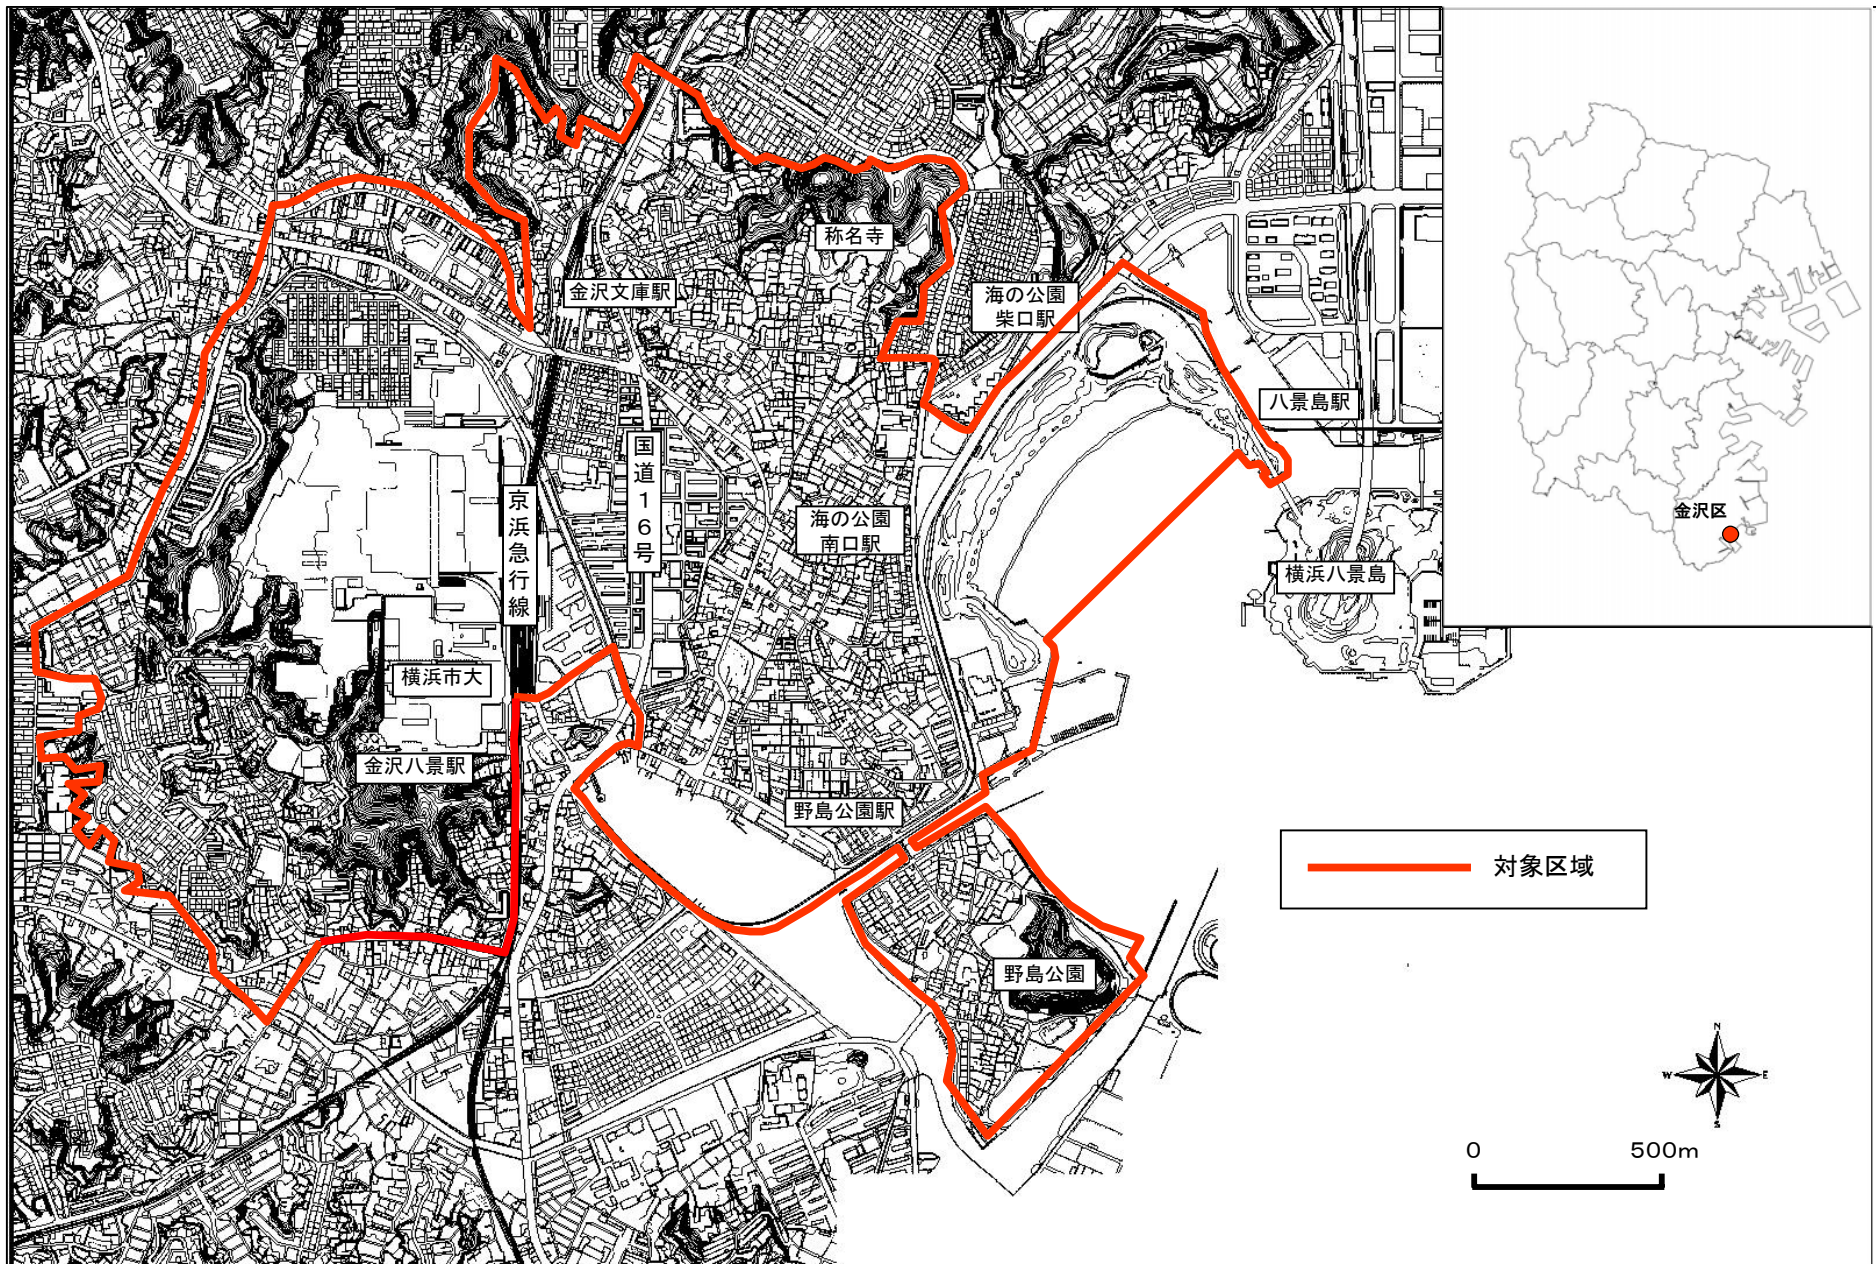 称名寺
金沢文庫駅
海の公園
柴口駅
八景島駅
国道16号
京浜急行線
海の公園
南口駅
横浜八景島
横浜市大
金沢八景駅
野島公園駅
野島公園
金沢区
対象区域
N
W
E
S
0
500m